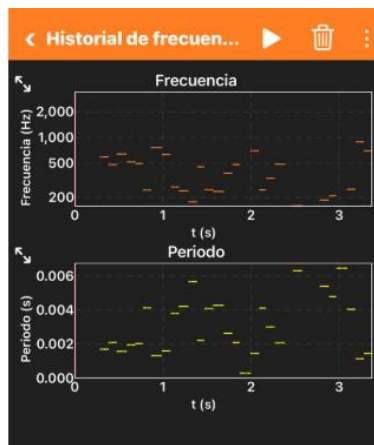 Historial de frecuen...
Frecuencia
Frecuencia (Hz)
2,000
1,000
500
200
0 1 2 3
t (s)
Periodo
Periodo (s)
0.006
0.004
0.002
0.000
0 1 2 3
t (s)